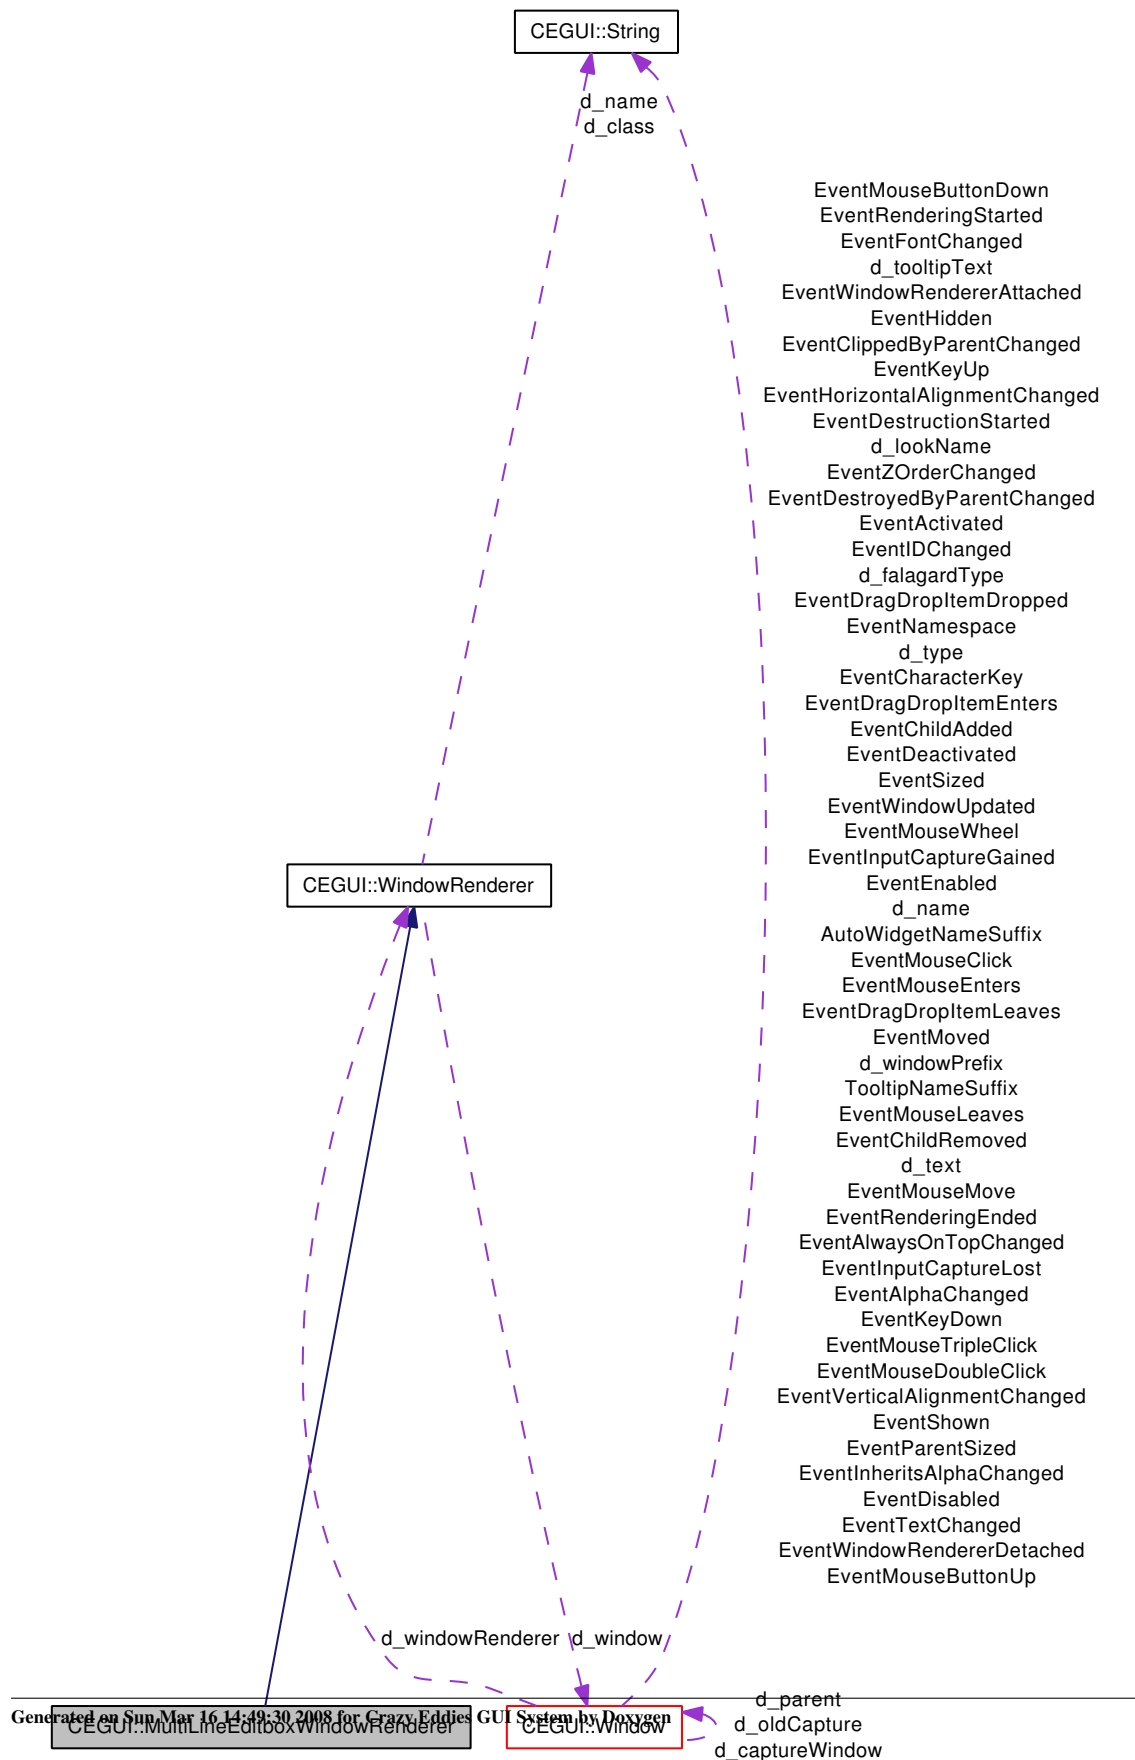 CEGUI::String
d_name
d_class
EventMouseButtonDown
EventRenderingStarted
EventFontChanged
d_tooltipText
EventWindowRendererAttached
EventHidden
EventClippedByParentChanged
EventKeyUp
EventHorizontalAlignmentChanged
EventDestructionStarted
d_lookName
EventZOrderChanged
EventDestroyedByParentChanged
EventActivated
EventIDChanged
d_falagardType
EventDragDropItemDropped
EventNamespace
d_type
EventCharacterKey
EventDragDropItemEnters
EventChildAdded
EventDeactivated
EventSized
EventWindowUpdated
EventMouseWheel
EventInputCaptureGained
EventEnabled
d_name
AutoWidgetNameSuffix
EventMouseClick
EventMouseEnters
EventDragDropItemLeaves
EventMoved
d_windowPrefix
TooltipNameSuffix
EventMouseLeaves
EventChildRemoved
d_text
EventMouseMove
EventRenderingEnded
EventAlwaysOnTopChanged
EventInputCaptureLost
EventAlphaChanged
EventKeyDown
EventMouseTripleClick
EventMouseDoubleClick
EventVerticalAlignmentChanged
EventShown
EventParentSized
EventInheritsAlphaChanged
EventDisabled
EventTextChanged
EventWindowRendererDetached
EventMouseButtonUp
CEGUI::WindowRenderer
d_windowRenderer
d_window
d_parent
d_oldCapture
d_captureWindow
Generated on Sun Mar 16 14:49:30 2008 for Crazy Eddies GUI System by Doxygen
CEGUI::MultiLineEditboxWindowRenderer
CEGUI::Window